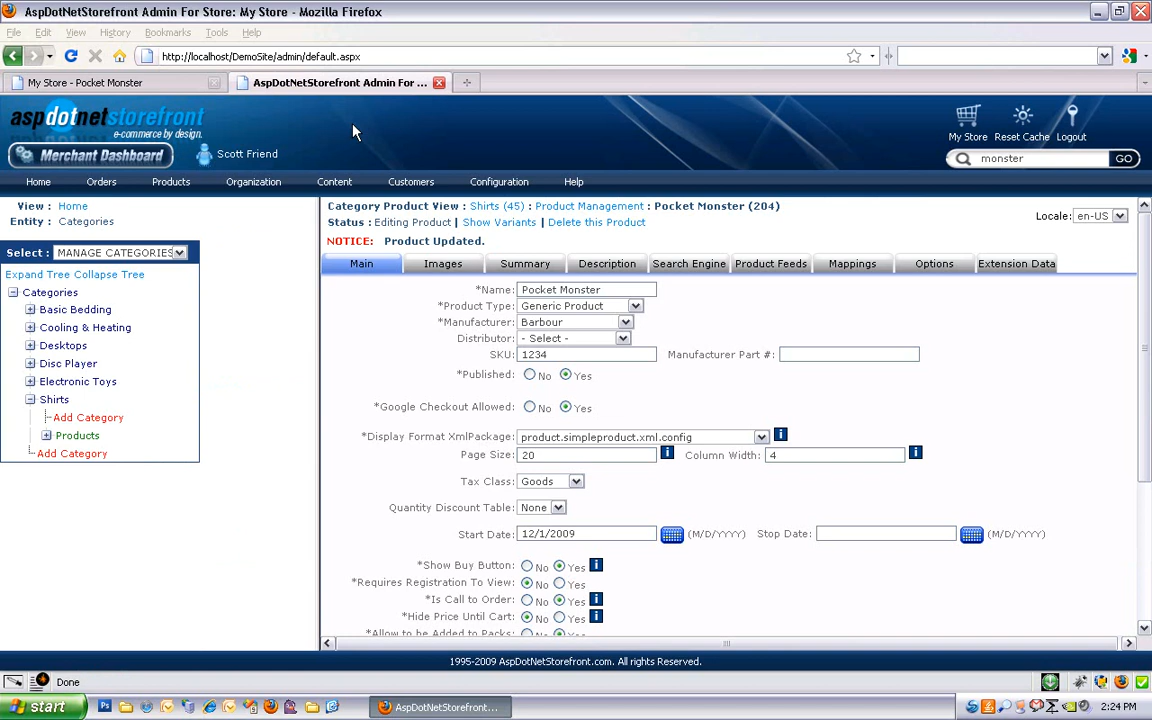 AspDotNetStorefront Admin For Store: My Store - Mozilla Firefox
File Edit View History Bookmarks Tools Help
http://localhost/DemoSite/admin/default.aspx
My Store - Pocket Monster
AspDotNetStorefront Admin For ...
aspdotnetstorefront
e-commerce by design.
My Store Reset Cache Logout
Merchant Dashboard Scott Friend
monster GO
Home Orders Products Organization Content Customers Configuration Help
View : Home
Entity : Categories
Select : MANAGE CATEGORIES
Expand Tree Collapse Tree
Categories
Basic Bedding
Cooling & Heating
Desktops
Disc Player
Electronic Toys
Shirts
Add Category
Products
Add Category
Category Product View : Shirts (45) : Product Management : Pocket Monster (204)
Status : Editing Product | Show Variants | Delete this Product
Locale: en-US
NOTICE: Product Updated.
Main Images Summary Description Search Engine Product Feeds Mappings Options Extension Data
*Name: Pocket Monster
*Product Type: Generic Product
*Manufacturer: Barbour
Distributor: - Select -
SKU: 1234 Manufacturer Part #:
*Published: No Yes
*Google Checkout Allowed: No Yes
*Display Format XmlPackage: product.simpleproduct.xml.config
Page Size: 20 Column Width: 4
Tax Class: Goods
Quantity Discount Table: None
Start Date: 12/1/2009 (M/D/YYYY) Stop Date: (M/D/YYYY)
*Show Buy Button: No Yes
*Requires Registration To View: No Yes
*Is Call to Order: No Yes
*Hide Price Until Cart: No Yes
*Allow to be Added to Packs: No Yes
1995-2009 AspDotNetStorefront.com. All rights Reserved.
Done
start AspDotNetStorefront... 2:24 PM